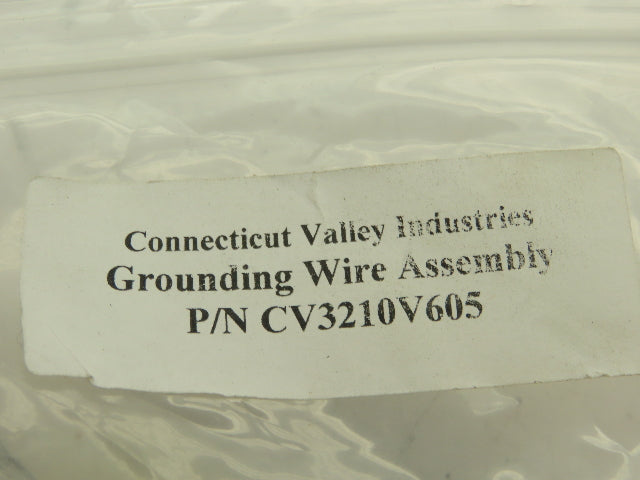 Connecticut Valley Industries
Grounding Wire Assembly
P/N CV3210V605